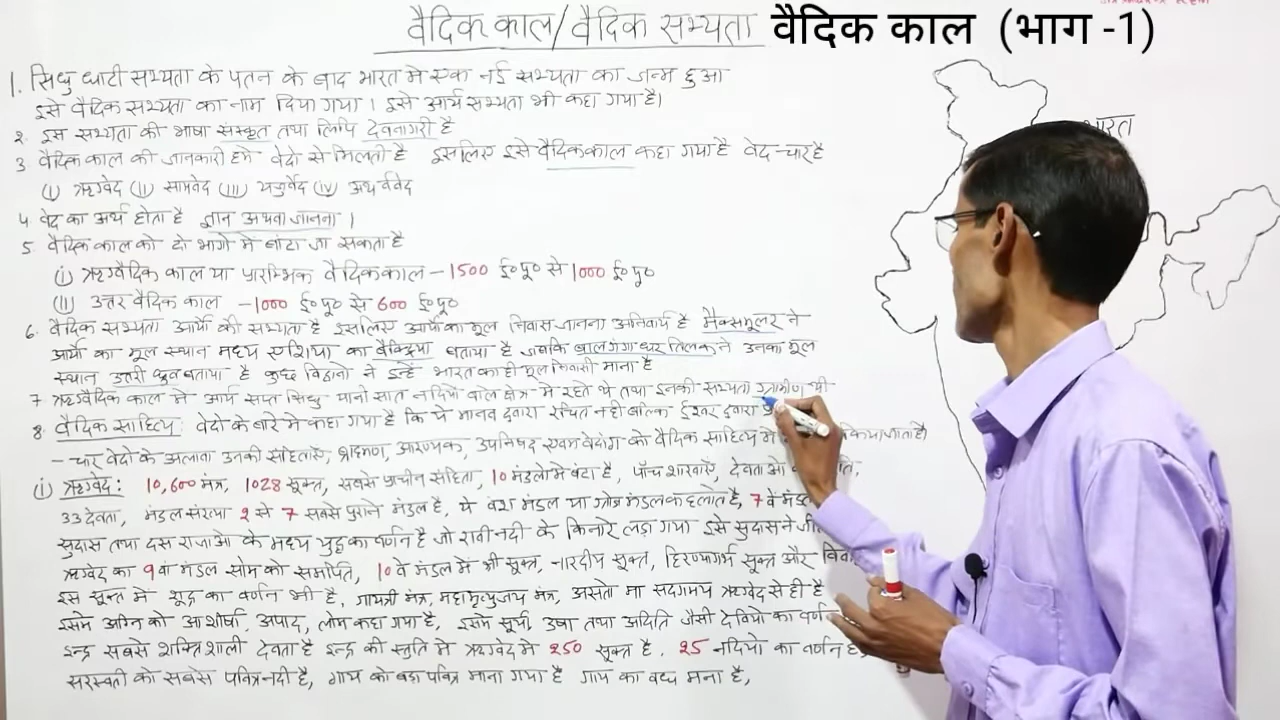 वैदिक काल/वैदिक सभ्यता वैदिक काल (भाग -1)
1. सिंधु घाटी सभ्यता के पतन के बाद भारत मे एक नई सभ्यता का जन्म हुआ
इसे वैदिक सभ्यता का नाम दिया गया। इसे आर्य सभ्यता भी कहा गया है।
भारत
2. इस सभ्यता की भाषा संस्कृत तथा लिपि देवनागरी है
3 वैदिक काल की जानकारी हमे वेदो से मिलती है इसलिए इसे वैदिककाल कहा गया है वेद चार है
(i) ऋग्वेद (ii) सामवेद (iii) यजुर्वेद (iv) अथर्ववेद
4 वेद का अर्थ होता है ज्ञान अथवा जानना।
5. वैदिक काल को दो भागो में बांटा जा सकता है
(i) ऋग्वैदिक काल या प्रारम्भिक वैदिककाल – 1500 ई०पू० से 1000 ई०पू०
(ii) उत्तर वैदिक काल – 1000 ई०पू० से 600 ई०पू०
6. वैदिक सभ्यता आर्यो की सभ्यता है इसलिए आर्यो का मूल निवास जानना अनिवार्य है मैक्समूलर ने
आर्यो का मूल स्थान मध्य एशिया का बैक्ट्रिया बताया है जबकि बालगंगाधर तिलक ने उनका मूल
स्थान उत्तरी ध्रुव बताया है कुछ विद्वानो ने इन्हे भारत का ही मूल निवासी माना है
7 ऋग्वैदिक काल मे आर्य सप्त सिन्धु यानी सात नदियो वाले क्षेत्र मे रहते थे तथा इनकी सभ्यता ग्रामीण थी
8. वैदिक साहित्य: वेदो के बारे मे कहा गया है कि ये मानव द्वारा रचित नही बल्कि ईश्वर द्वारा
– चार वेदो के अलावा उनकी संहिताएं, ब्राह्मण, आरण्यक, उपनिषद एवम वेदांग को वैदिक साहित्य मे किया जाता है
(i) ऋग्वेद: 10,600 मंत्र, 1028 सूक्त, सबसे प्राचीन संहिता, 10 मंडलो मे बंटा है, पाँच शाखाएं, देवताओ
33 देवता, मंडल संख्या 2 से 7 सबसे पुराने मंडल है, ये वंश मंडल या गोत्र मंडल कहलाते है, 7 वे
सुदास तथा दस राजाओ के मध्य युद्ध का वर्णन है जो रावी नदी के किनारे लड़ा गया इसे सुदास ने
ऋग्वेद का 9 वां मंडल सोम को समर्पित, 10 वे मंडल मे भी सूक्त, नारदीय सूक्त, हिरण्यगर्भ सूक्त और
इस सूक्त मे शूद्र का वर्णन भी है, गायत्री मंत्र, महामृत्युंजय मंत्र, असतो मा सदगमय ऋग्वेद से ही है
इसमे अग्नि को आशीर्षा, अपाद, लोम कहा गया है, इसमे सूर्या, उषा तथा अदिति जैसी देवियो का वर्णन
इन्द्र सबसे शक्तिशाली देवता है इन्द्र की स्तुति मे ऋग्वेद मे 250 सूक्त है. 25 नदियो का वर्णन है,
सरस्वती को सबसे पवित्र नदी है, गाय को बड़ा पवित्र माना गया है गाय का वध मना है,